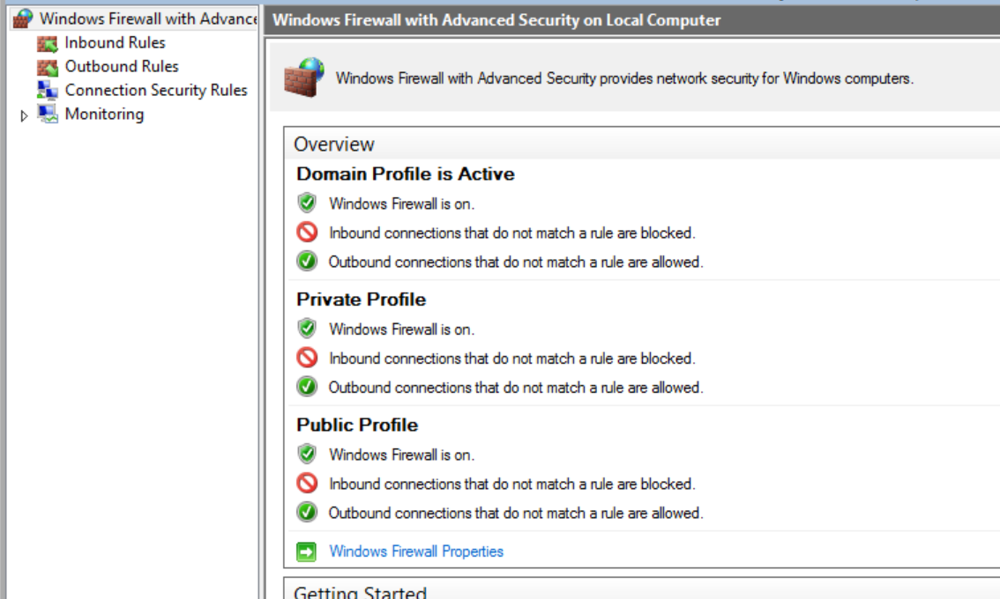 Windows Firewall with Advance
Inbound Rules
Outbound Rules
Connection Security Rules
Monitoring
Windows Firewall with Advanced Security on Local Computer
Windows Firewall with Advanced Security provides network security for Windows computers.
Overview
Domain Profile is Active
Windows Firewall is on.
Inbound connections that do not match a rule are blocked.
Outbound connections that do not match a rule are allowed.
Private Profile
Windows Firewall is on.
Inbound connections that do not match a rule are blocked.
Outbound connections that do not match a rule are allowed.
Public Profile
Windows Firewall is on.
Inbound connections that do not match a rule are blocked.
Outbound connections that do not match a rule are allowed.
Windows Firewall Properties
Getting Started